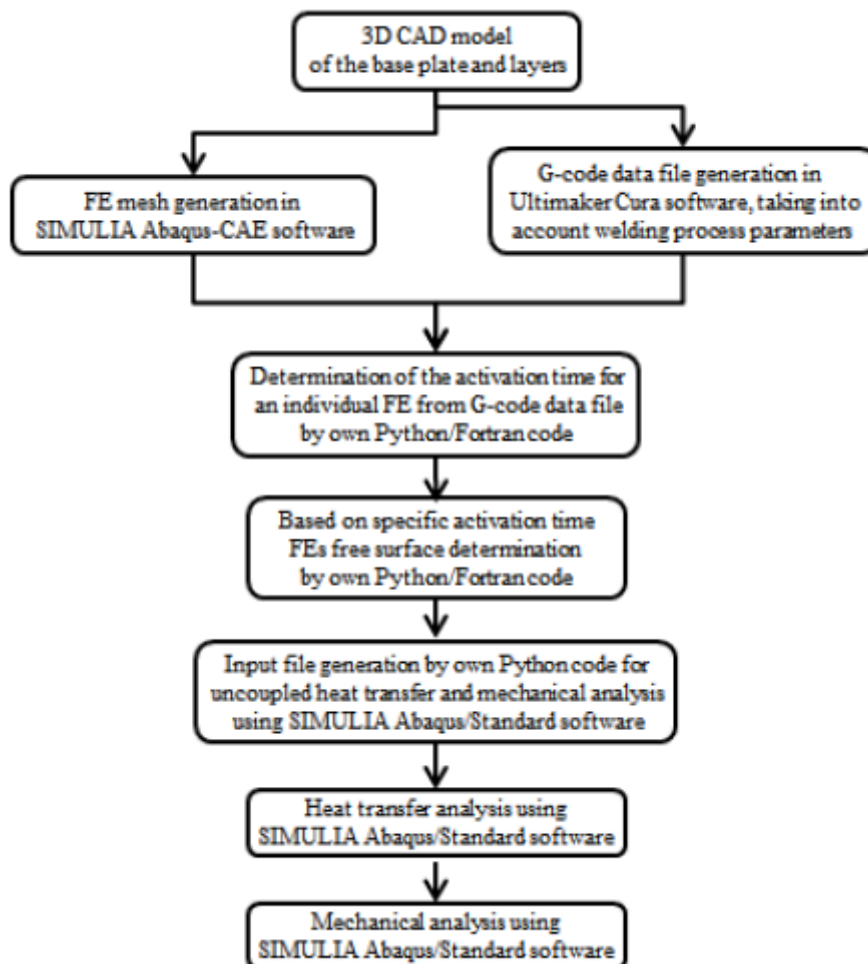 3D CAD model
of the base plate and layers
FE mesh generation in
SIMULIA Abaqus-CAE software
G-code data file generation in
Ultimaker Cura software, taking into
account welding process parameters
Determination of the activation time for
an individual FE from G-code data file
by own Python/Fortran code
Based on specific activation time
FEs free surface determination
by own Python/Fortran code
Input file generation by own Python code for
uncoupled heat transfer and mechanical analysis
using SIMULIA Abaqus/Standard software
Heat transfer analysis using
SIMULIA Abaqus/Standard software
Mechanical analysis using
SIMULIA Abaqus/Standard software